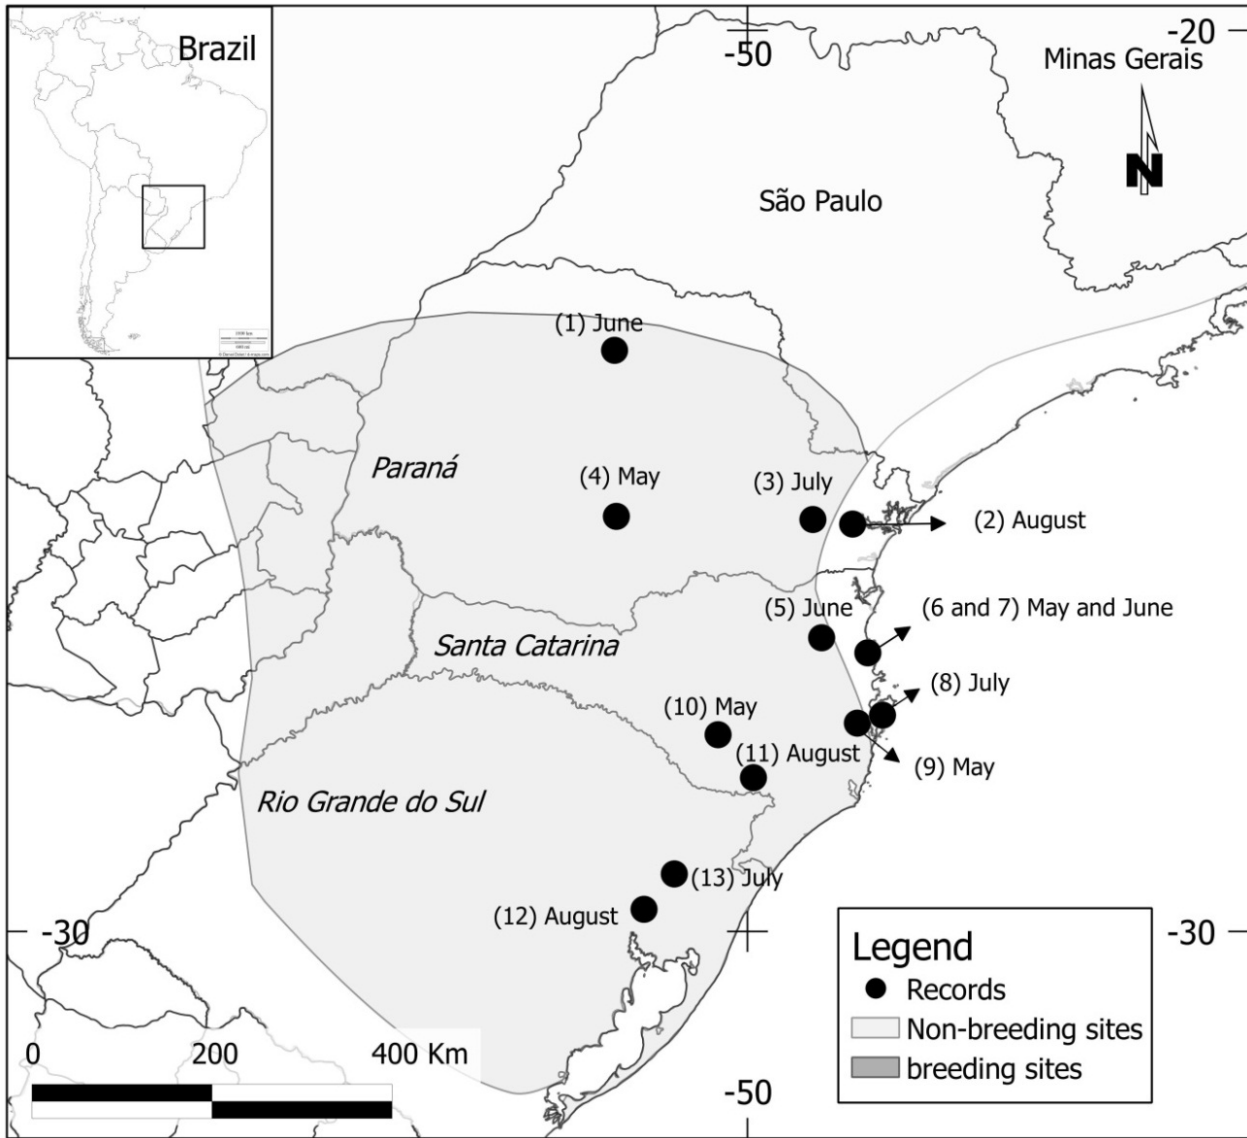 Brazil
-50
-20
Minas Gerais
N
São Paulo
(1) June
Paraná
(4) May
(3) July
(2) August
(5) June
(6 and 7) May and June
Santa Catarina
(8) July
(10) May
(11) August
(9) May
Rio Grande do Sul
(13) July
(12) August
-30
-30
Legend
Records
Non-breeding sites
breeding sites
0
200
400 Km
-50